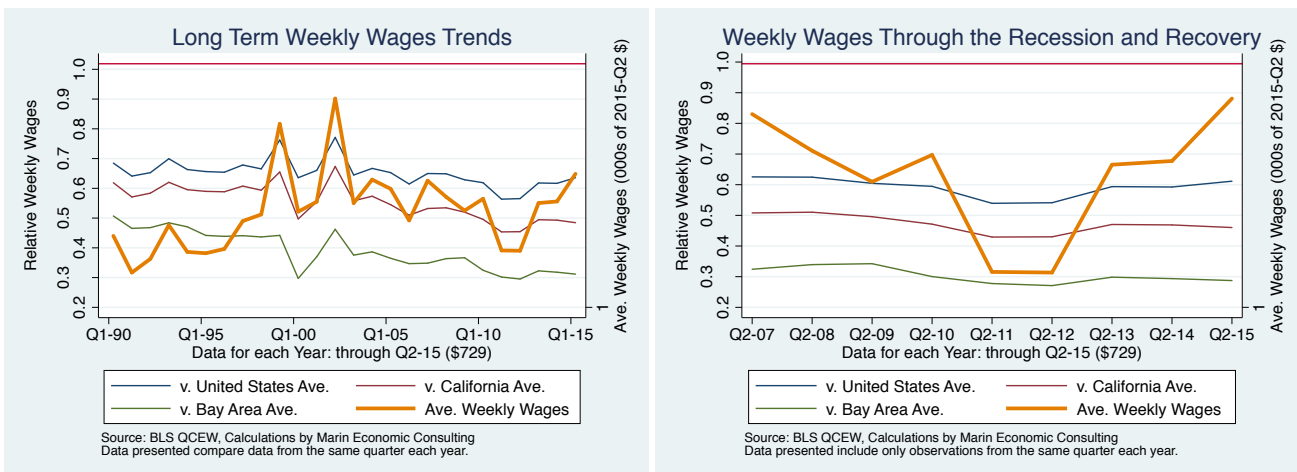 Long Term Weekly Wages Trends
Relative Weekly Wages
0.2 0.3 0.4 0.5 0.6 0.7 0.8 0.9 1.0
Ave. Weekly Wages (000s of 2015-Q2 $)
1
Q1-90 Q1-95 Q1-00 Q1-05 Q1-10 Q1-15
Data for each Year: through Q2-15 ($729)
v. United States Ave. v. California Ave.
v. Bay Area Ave. Ave. Weekly Wages
Source: BLS QCEW, Calculations by Marin Economic Consulting
Data presented compare data from the same quarter each year.
Weekly Wages Through the Recession and Recovery
Relative Weekly Wages
0.2 0.3 0.4 0.5 0.6 0.7 0.8 0.9 1.0
Ave. Weekly Wages (000s of 2015-Q2 $)
1
Q2-07 Q2-08 Q2-09 Q2-10 Q2-11 Q2-12 Q2-13 Q2-14 Q2-15
Data for each Year: through Q2-15 ($729)
v. United States Ave. v. California Ave.
v. Bay Area Ave. Ave. Weekly Wages
Source: BLS QCEW, Calculations by Marin Economic Consulting
Data presented include only observations from the same quarter each year.